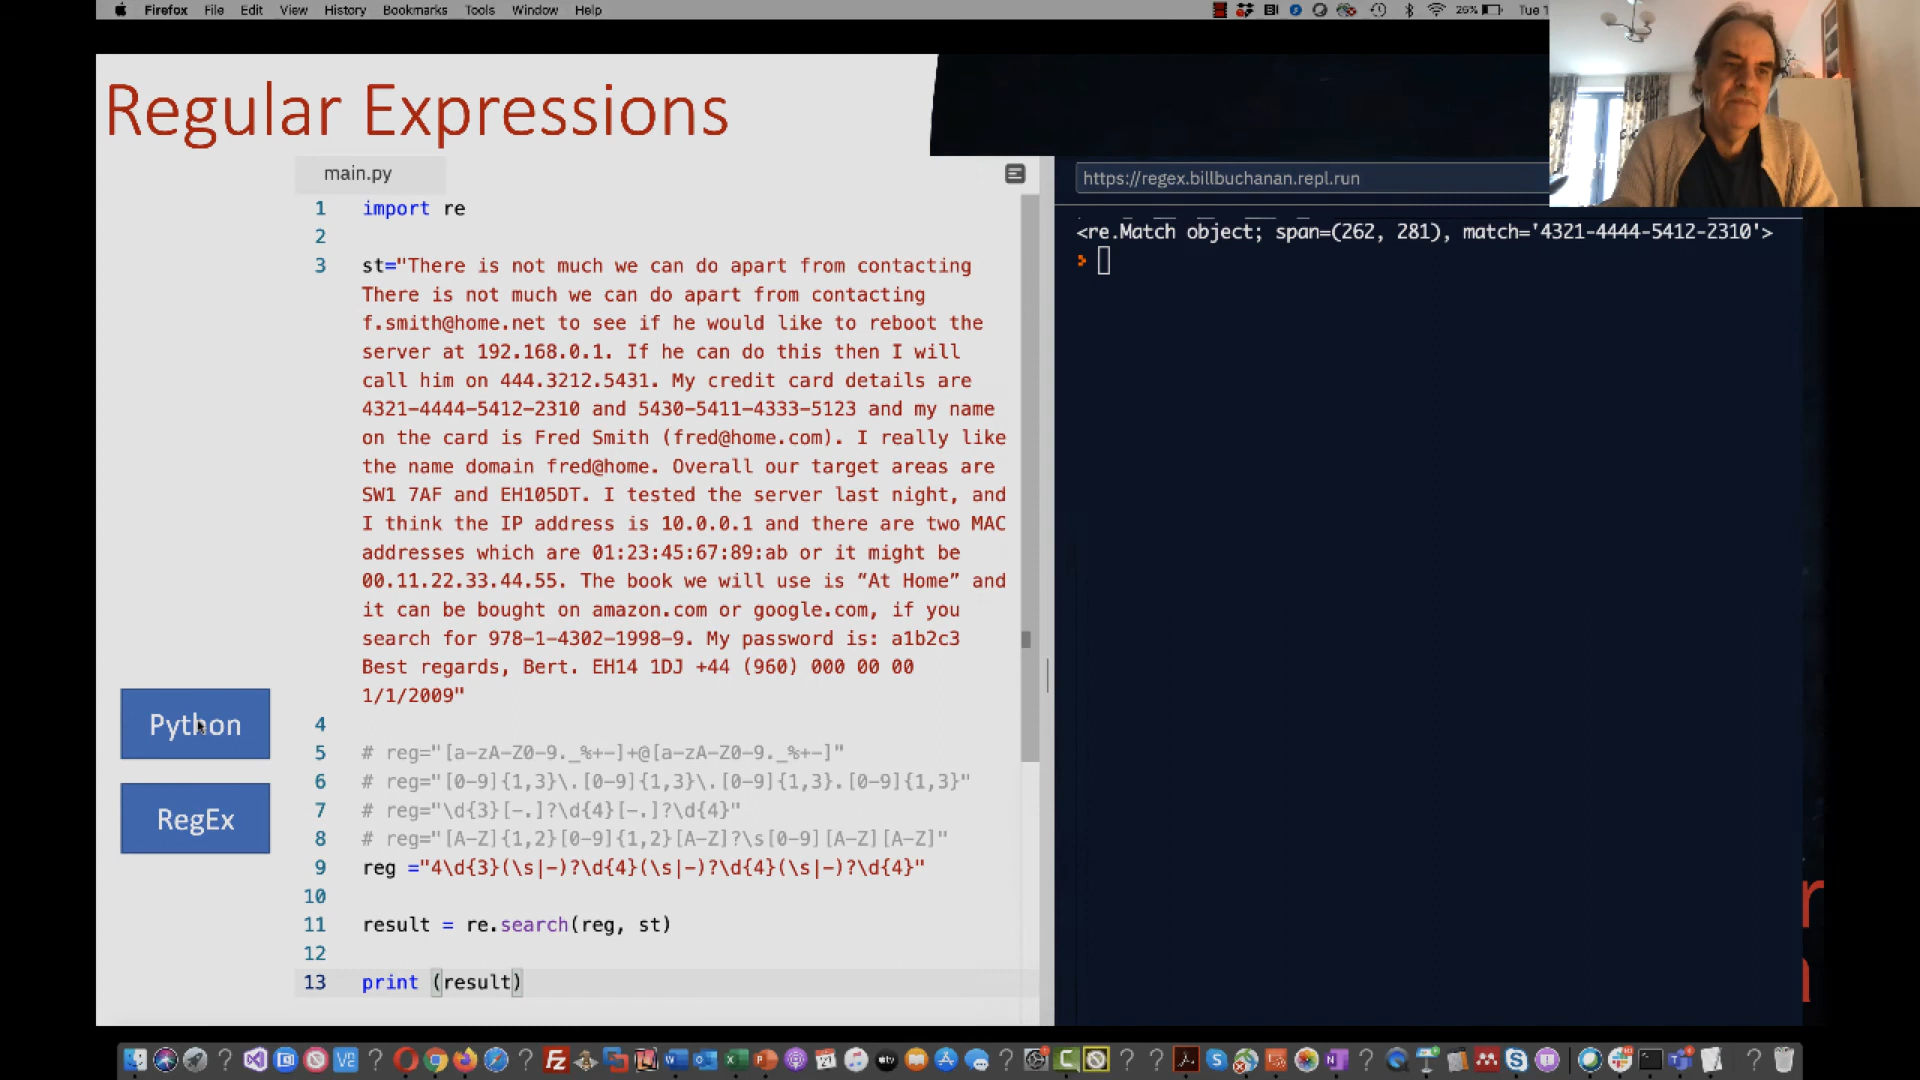 Firefox File Edit View History Bookmarks Tools Window Help 26% Tue 1
Regular Expressions
main.py
1 import re
2
3 st="There is not much we can do apart from contacting
There is not much we can do apart from contacting
f.smith@home.net to see if he would like to reboot the
server at 192.168.0.1. If he can do this then I will
call him on 444.3212.5431. My credit card details are
4321-4444-5412-2310 and 5430-5411-4333-5123 and my name
on the card is Fred Smith (fred@home.com). I really like
the name domain fred@home. Overall our target areas are
SW1 7AF and EH105DT. I tested the server last night, and
I think the IP address is 10.0.0.1 and there are two MAC
addresses which are 01:23:45:67:89:ab or it might be
00.11.22.33.44.55. The book we will use is “At Home” and
it can be bought on amazon.com or google.com, if you
search for 978-1-4302-1998-9. My password is: a1b2c3
Best regards, Bert. EH14 1DJ +44 (960) 000 00 00
1/1/2009"
4
5 # reg="[a-zA-Z0-9._%+-]+@[a-zA-Z0-9._%+-]"
6 # reg="[0-9]{1,3}\.[0-9]{1,3}\.[0-9]{1,3}.[0-9]{1,3}"
7 # reg="\d{3}[-.]?\d{4}[-.]?\d{4}"
8 # reg="[A-Z]{1,2}[0-9]{1,2}[A-Z]?\s[0-9][A-Z][A-Z]"
9 reg ="4\d{3}(\s|-)?\d{4}(\s|-)?\d{4}(\s|-)?\d{4}"
10
11 result = re.search(reg, st)
12
13 print (result)
Python
RegEx
https://regex.billbuchanan.repl.run
<re.Match object; span=(262, 281), match='4321-4444-5412-2310'>